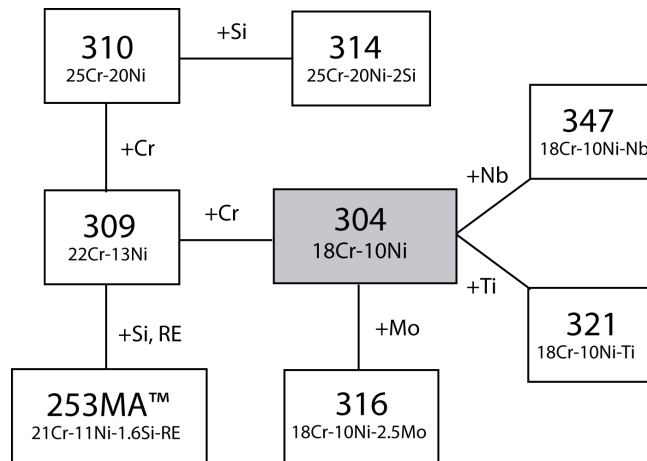 310
25Cr-20Ni
+Si
314
25Cr-20Ni-2Si
347
18Cr-10Ni-Nb
+Cr
+Nb
309
22Cr-13Ni
+Cr
304
18Cr-10Ni
+Ti
321
18Cr-10Ni-Ti
+Si, RE
+Mo
253MA™
21Cr-11Ni-1.6Si-RE
316
18Cr-10Ni-2.5Mo